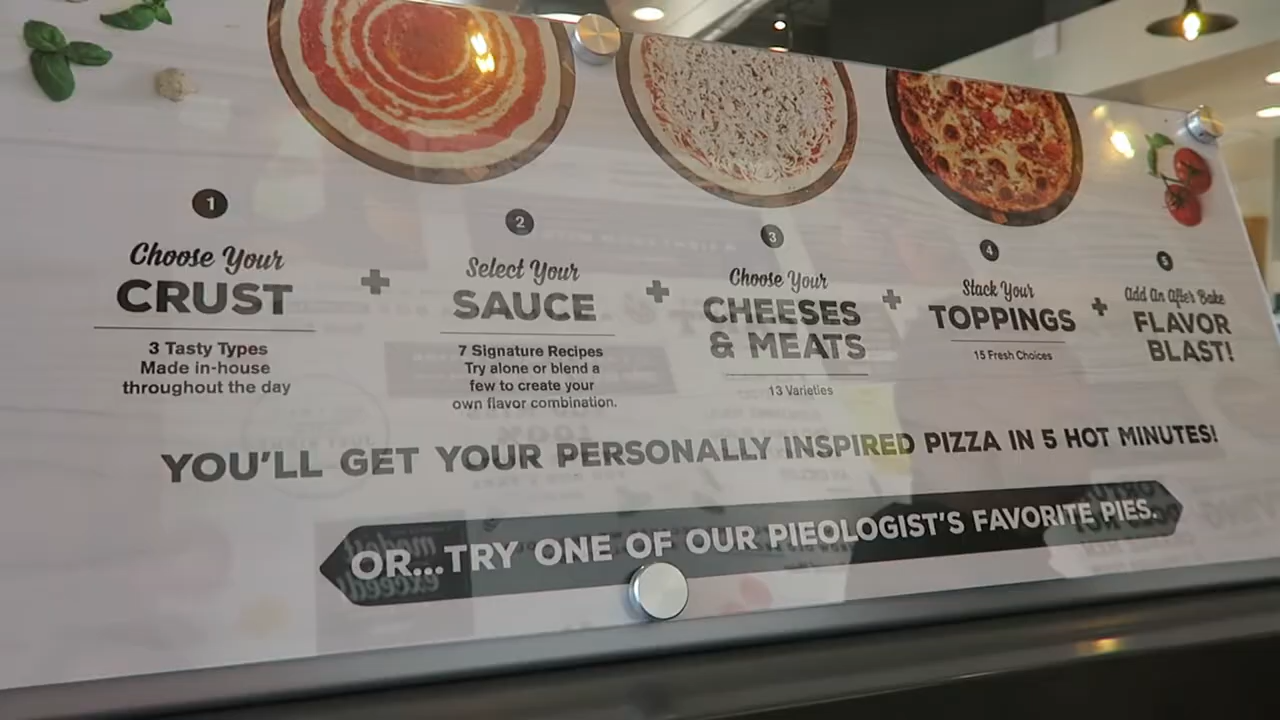 1
Choose Your
CRUST
3 Tasty Types
Made in-house
throughout the day
+
2
Select Your
SAUCE
7 Signature Recipes
Try alone or blend a
few to create your
own flavor combination.
+
3
Choose Your
CHEESES
& MEATS
13 Varieties
+
4
Stack Your
TOPPINGS
15 Fresh Choices
+
5
Add An After Bake
FLAVOR
BLAST!
YOU'LL GET YOUR PERSONALLY INSPIRED PIZZA IN 5 HOT MINUTES!
OR...TRY ONE OF OUR PIEOLOGIST'S FAVORITE PIES.